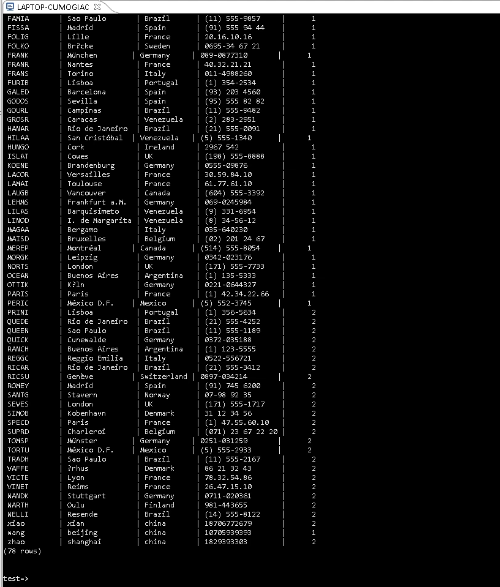 LAPTOP-CUMOGIAC
FAMIA | Sao Paulo | Brazil | (11) 555-9857 | 1
FISSA | Madrid | Spain | (91) 555 94 44 | 1
FOLIG | Lille | France | 20.16.10.16 | 1
FOLKO | Br?cke | Sweden | 0695-34 67 21 | 1
FRANK | München | Germany | 089-0877310 | 1
FRANR | Nantes | France | 40.32.21.21 | 1
FRANS | Torino | Italy | 011-4988260 | 1
FURIB | Lisboa | Portugal | (1) 354-2534 | 1
GALED | Barcelona | Spain | (93) 203 4560 | 1
GODOS | Sevilla | Spain | (95) 555 82 82 | 1
GOURL | Campinas | Brazil | (11) 555-9482 | 1
GROSR | Caracas | Venezuela | (2) 283-2951 | 1
HANAR | Rio de Janeiro | Brazil | (21) 555-0091 | 1
HILAA | San Cristóbal | Venezuela | (5) 555-1340 | 1
HUNGO | Cork | Ireland | 2967 542 | 1
ISLAT | Cowes | UK | (198) 555-8888 | 1
KOENE | Brandenburg | Germany | 0555-09876 | 1
LACOR | Versailles | France | 30.59.84.10 | 1
LAMAI | Toulouse | France | 61.77.61.10 | 1
LAUGB | Vancouver | Canada | (604) 555-3392 | 1
LEHMS | Frankfurt a.M. | Germany | 069-0245984 | 1
LILAS | Barquisimeto | Venezuela | (9) 331-6954 | 1
LINOD | I. de Margarita | Venezuela | (8) 34-56-12 | 1
MAGAA | Bergamo | Italy | 035-640230 | 1
MAISD | Bruxelles | Belgium | (02) 201 24 67 | 1
MEREP | Montréal | Canada | (514) 555-8054 | 1
MORGK | Leipzig | Germany | 0342-023176 | 1
NORTS | London | UK | (171) 555-7733 | 1
OCEAN | Buenos Aires | Argentina | (1) 135-5333 | 1
OTTIK | K?ln | Germany | 0221-0644327 | 1
PARIS | Paris | France | (1) 42.34.22.66 | 1
PERIC | México D.F. | Mexico | (5) 552-3745 | 1
PRINI | Lisboa | Portugal | (1) 356-5634 | 2
QUEDE | Rio de Janeiro | Brazil | (21) 555-4252 | 2
QUEEN | Sao Paulo | Brazil | (11) 555-1189 | 2
QUICK | Cunewalde | Germany | 0372-035188 | 2
RANCH | Buenos Aires | Argentina | (1) 123-5555 | 2
REGGC | Reggio Emilia | Italy | 0522-556721 | 2
RICAR | Rio de Janeiro | Brazil | (21) 555-3412 | 2
RICSU | Genève | Switzerland | 0897-034214 | 2
ROMEY | Madrid | Spain | (91) 745 6200 | 2
SANTG | Stavern | Norway | 07-98 92 35 | 2
SEVES | London | UK | (171) 555-1717 | 2
SIMOB | Kobenhavn | Denmark | 31 12 34 56 | 2
SPECD | Paris | France | (1) 47.55.60.10 | 2
SUPRD | Charleroi | Belgium | (071) 23 67 22 20 | 2
TOMSP | Münster | Germany | 0251-031259 | 2
TORTU | México D.F. | Mexico | (5) 555-2933 | 2
TRADH | Sao Paulo | Brazil | (11) 555-2167 | 2
VAFFE | ?rhus | Denmark | 86 21 32 43 | 2
VICTE | Lyon | France | 78.32.54.86 | 2
VINET | Reims | France | 26.47.15.10 | 2
WANDK | Stuttgart | Germany | 0711-020361 | 2
WARTH | Oulu | Finland | 981-443655 | 2
WELLI | Resende | Brazil | (14) 555-8122 | 2
xiao | xian | china | 18706772679 | 2
wang | beijing | china | 10705939393 | 1
zhao | shanghai | china | 1829393303 | 2
(78 rows)
test=>